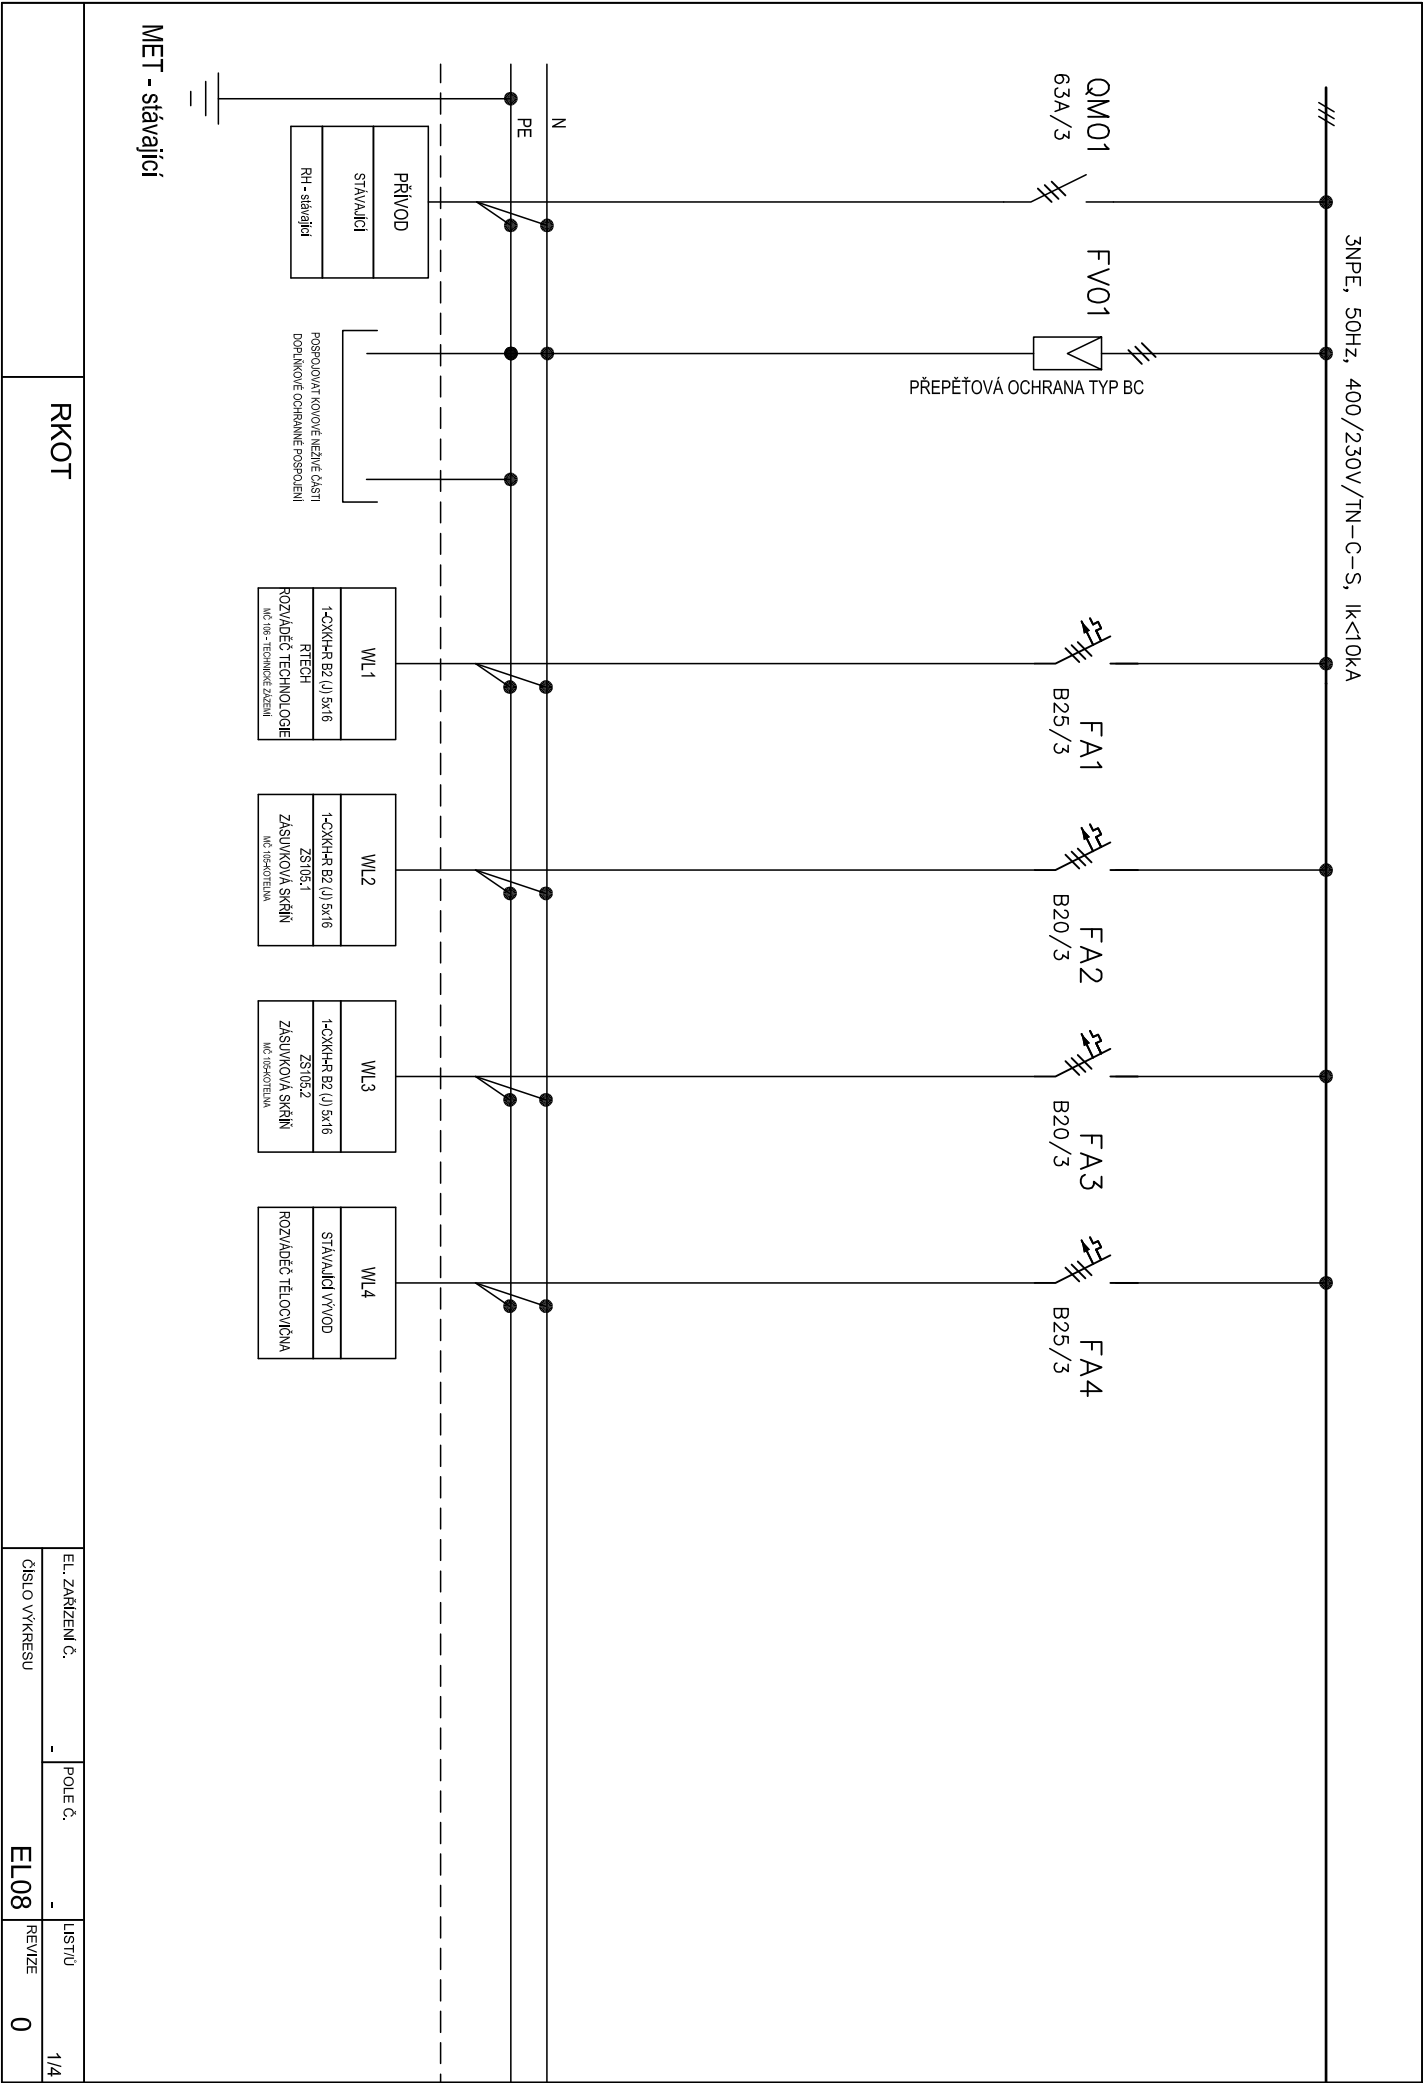 3NPE, 50Hz, 400/230V/TN-C-S, Ik<10kA
QM01
63A/3
FV01
PŘEPĚŤOVÁ OCHRANA TYP BC
FA1
B25/3
FA2
B20/3
FA3
B20/3
FA4
B25/3
N
PE
PŘÍVOD
STÁVAJÍCÍ
RH - stávající
POSPOJOVAT KOVOVÉ NEŽIVÉ ČÁSTI
DOPLŇKOVÉ OCHRANNÉ POSPOJENÍ
WL1
1-CXKH-R B2 (J) 5x16
RTECH
ROZVÁDĚČ TECHNOLOGIE
MČ 106 - TECHNICKÉ ZÁZEMÍ
WL2
1-CXKH-R B2 (J) 5x16
ZS105.1
ZÁSUVKOVÁ SKŘÍŇ
MČ 105-KOTELNA
WL3
1-CXKH-R B2 (J) 5x16
ZS105.2
ZÁSUVKOVÁ SKŘÍŇ
MČ 105-KOTELNA
WL4
STÁVAJÍCÍ VÝVOD
ROZVÁDĚČ TĚLOCVIČNA
MET - stávající
RKOT
EL. ZAŘÍZENÍ Č. -
POLE Č. -
LIST/Ů 1/4
ČÍSLO VÝKRESU EL08
REVIZE 0